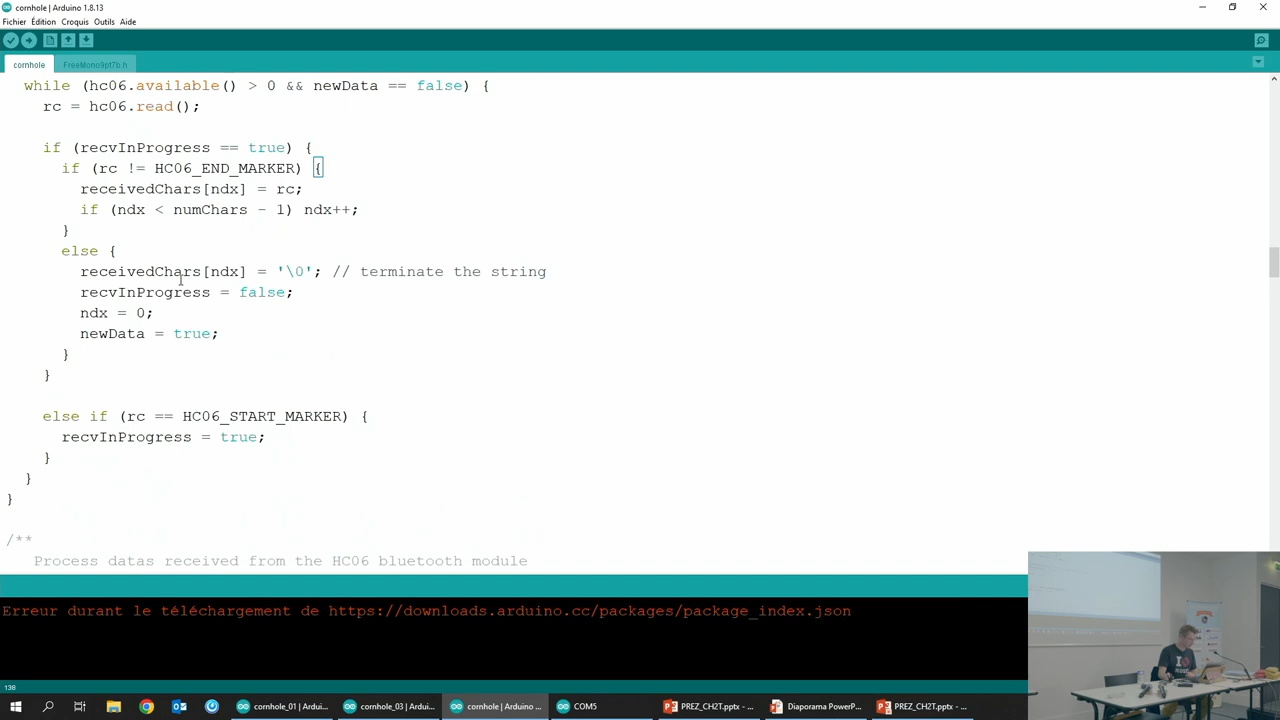 cornhole | Arduino 1.8.13
Fichier Édition Croquis Outils Aide
cornhole FreeMono9pt7b.h
while (hc06.available() > 0 && newData == false) {
rc = hc06.read();
if (recvInProgress == true) {
if (rc != HC06_END_MARKER) {
receivedChars[ndx] = rc;
if (ndx < numChars - 1) ndx++;
}
else {
receivedChars[ndx] = '\0'; // terminate the string
recvInProgress = false;
ndx = 0;
newData = true;
}
}
else if (rc == HC06_START_MARKER) {
recvInProgress = true;
}
}
}
/**
Process datas received from the HC06 bluetooth module
Erreur durant le téléchargement de https://downloads.arduino.cc/packages/package_index.json
138
cornhole_01 | Ardui... cornhole_03 | Arduin... cornhole | Arduino ... COM5 PREZ_CH2T.pptx - ... Diaporama PowerP... PREZ_CH2T.pptx - ...